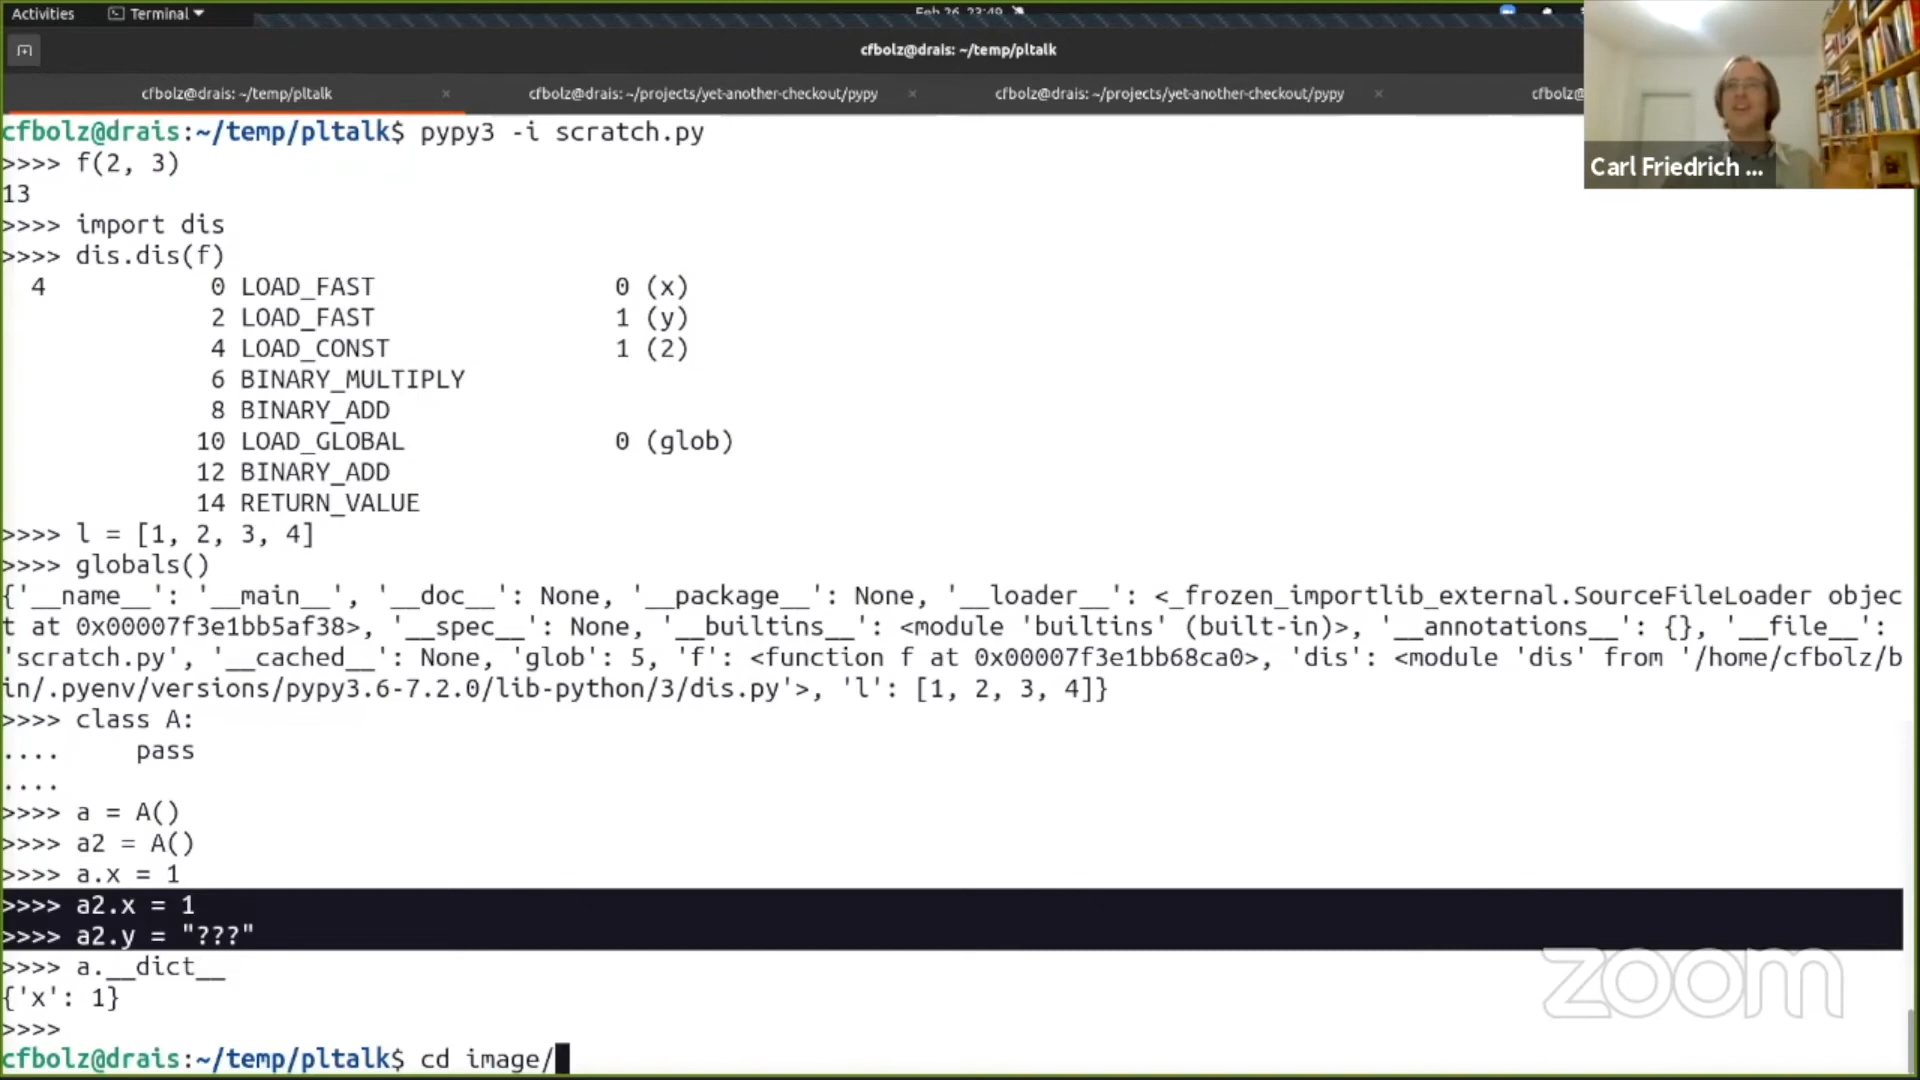 Activities
Terminal
Feb 26 23:49
cfbolz@drais: ~/temp/pltalk
cfbolz@drais: ~/temp/pltalk
cfbolz@drais: ~/projects/yet-another-checkout/pypy
cfbolz@drais: ~/projects/yet-another-checkout/pypy
cfbolz@
Carl Friedrich ...
cfbolz@drais:~/temp/pltalk$ pypy3 -i scratch.py
>>>> f(2, 3)
13
>>>> import dis
>>>> dis.dis(f)
4 0 LOAD_FAST 0 (x)
2 LOAD_FAST 1 (y)
4 LOAD_CONST 1 (2)
6 BINARY_MULTIPLY
8 BINARY_ADD
10 LOAD_GLOBAL 0 (glob)
12 BINARY_ADD
14 RETURN_VALUE
>>>> l = [1, 2, 3, 4]
>>>> globals()
{'__name__': '__main__', '__doc__': None, '__package__': None, '__loader__': <_frozen_importlib_external.SourceFileLoader objec
t at 0x00007f3e1bb5af38>, '__spec__': None, '__builtins__': <module 'builtins' (built-in)>, '__annotations__': {}, '__file__':
'scratch.py', '__cached__': None, 'glob': 5, 'f': <function f at 0x00007f3e1bb68ca0>, 'dis': <module 'dis' from '/home/cfbolz/b
in/.pyenv/versions/pypy3.6-7.2.0/lib-python/3/dis.py'>, 'l': [1, 2, 3, 4]}
>>>> class A:
.... pass
....
>>>> a = A()
>>>> a2 = A()
>>>> a.x = 1
>>>> a2.x = 1
>>>> a2.y = "???"
>>>> a.__dict__
{'x': 1}
>>>>
cfbolz@drais:~/temp/pltalk$ cd image/
zoom